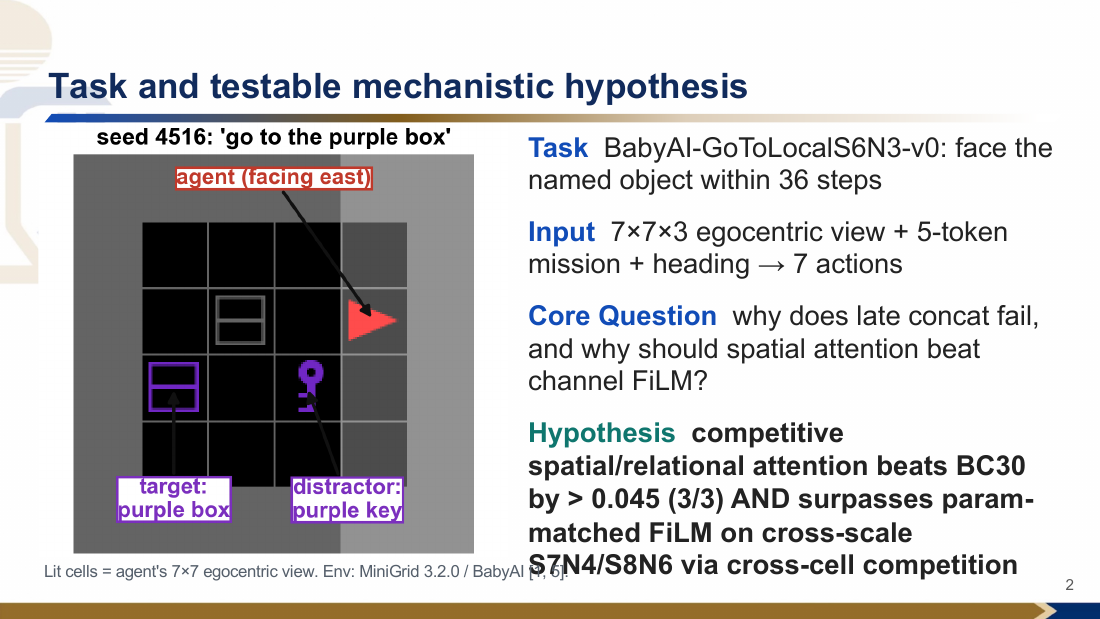 Task and testable mechanistic hypothesis
seed 4516: 'go to the purple box'
agent (facing east)
target:
purple box
distractor:
purple key
Lit cells = agent's 7×7 egocentric view. Env: MiniGrid 3.2.0 / BabyAI [1, 5].
Task BabyAI-GoToLocalS6N3-v0: face the
named object within 36 steps
Input 7×7×3 egocentric view + 5-token
mission + heading → 7 actions
Core Question why does late concat fail,
and why should spatial attention beat
channel FiLM?
Hypothesis competitive
spatial/relational attention beats BC30
by > 0.045 (3/3) AND surpasses param-
matched FiLM on cross-scale
S7N4/S8N6 via cross-cell competition
2